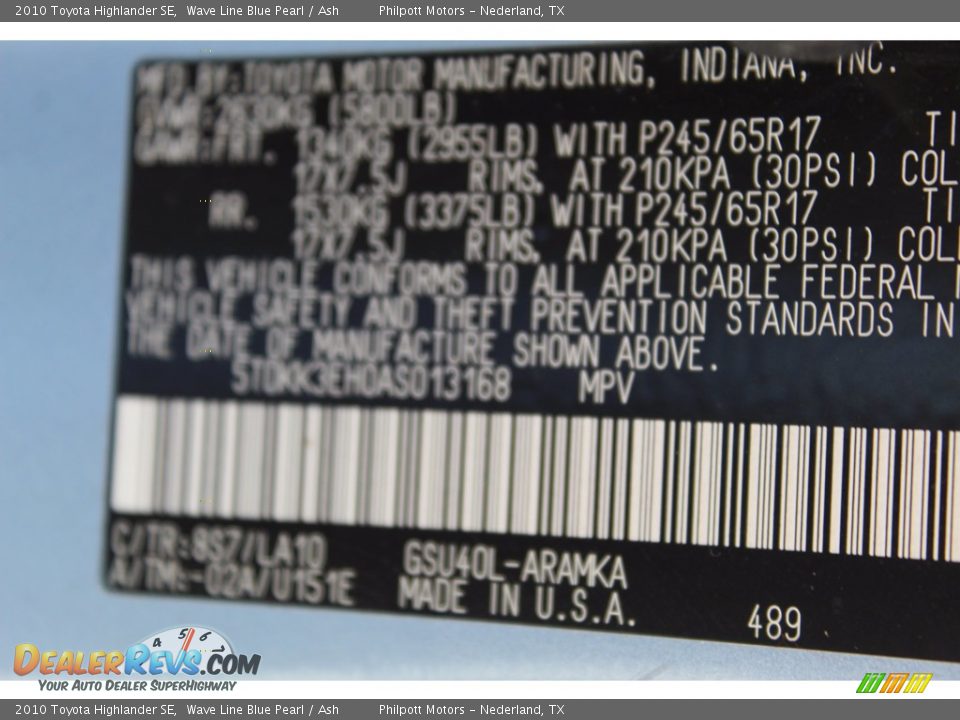 2010 Toyota Highlander SE,  Wave Line Blue Pearl / Ash        Philpott Motors - Nederland, TX
MFD.BY:TOYOTA MOTOR MANUFACTURING, INDIANA, INC.
GVWR:2630KG (5800LB)
GAWR:FRT. 1340KG (2955LB) WITH P245/65R17 TI
17X7.5J RIMS, AT 210KPA (30PSI) COL
RR. 1530KG (3375LB) WITH P245/65R17 TI
17X7.5J RIMS, AT 210KPA (30PSI) COL
THIS VEHICLE CONFORMS TO ALL APPLICABLE FEDERAL
VEHICLE SAFETY AND THEFT PREVENTION STANDARDS IN
THE DATE OF MANUFACTURE SHOWN ABOVE.
5TDKK3EH0AS013168 MPV
C/TR:8S7/LA10 GSU40L-ARAMKA
A/TM:-02A/U151E MADE IN U.S.A.
489
4 5 6
DEALERREVS.COM
YOUR AUTO DEALER SUPERHIGHWAY
2010 Toyota Highlander SE,  Wave Line Blue Pearl / Ash        Philpott Motors - Nederland, TX